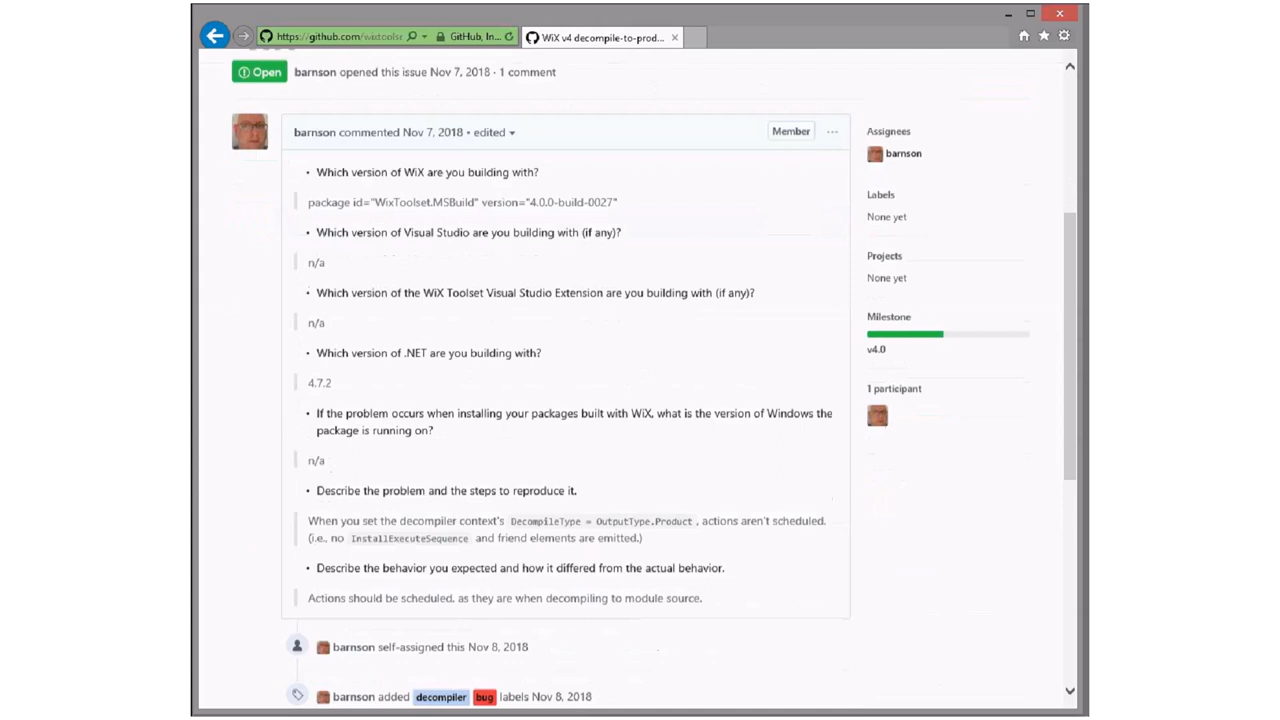 https://github.com/wixtoolse
GitHub, In...
WiX v4 decompile-to-prod...
Open
barnson opened this issue Nov 7, 2018 · 1 comment
barnson commented Nov 7, 2018 • edited
Member
...
Assignees
barnson
• Which version of WiX are you building with?
Labels
package id="WixToolset.MSBuild" version="4.0.0-build-0027"
None yet
• Which version of Visual Studio are you building with (if any)?
Projects
n/a
None yet
• Which version of the WiX Toolset Visual Studio Extension are you building with (if any)?
Milestone
n/a
v4.0
• Which version of .NET are you building with?
4.7.2
1 participant
• If the problem occurs when installing your packages built with WiX, what is the version of Windows the
package is running on?
n/a
• Describe the problem and the steps to reproduce it.
When you set the decompiler context's DecompileType = OutputType.Product , actions aren't scheduled.
(i.e., no InstallExecuteSequence and friend elements are emitted.)
• Describe the behavior you expected and how it differed from the actual behavior.
Actions should be scheduled, as they are when decompiling to module source.
barnson self-assigned this Nov 8, 2018
barnson added decompiler bug labels Nov 8, 2018